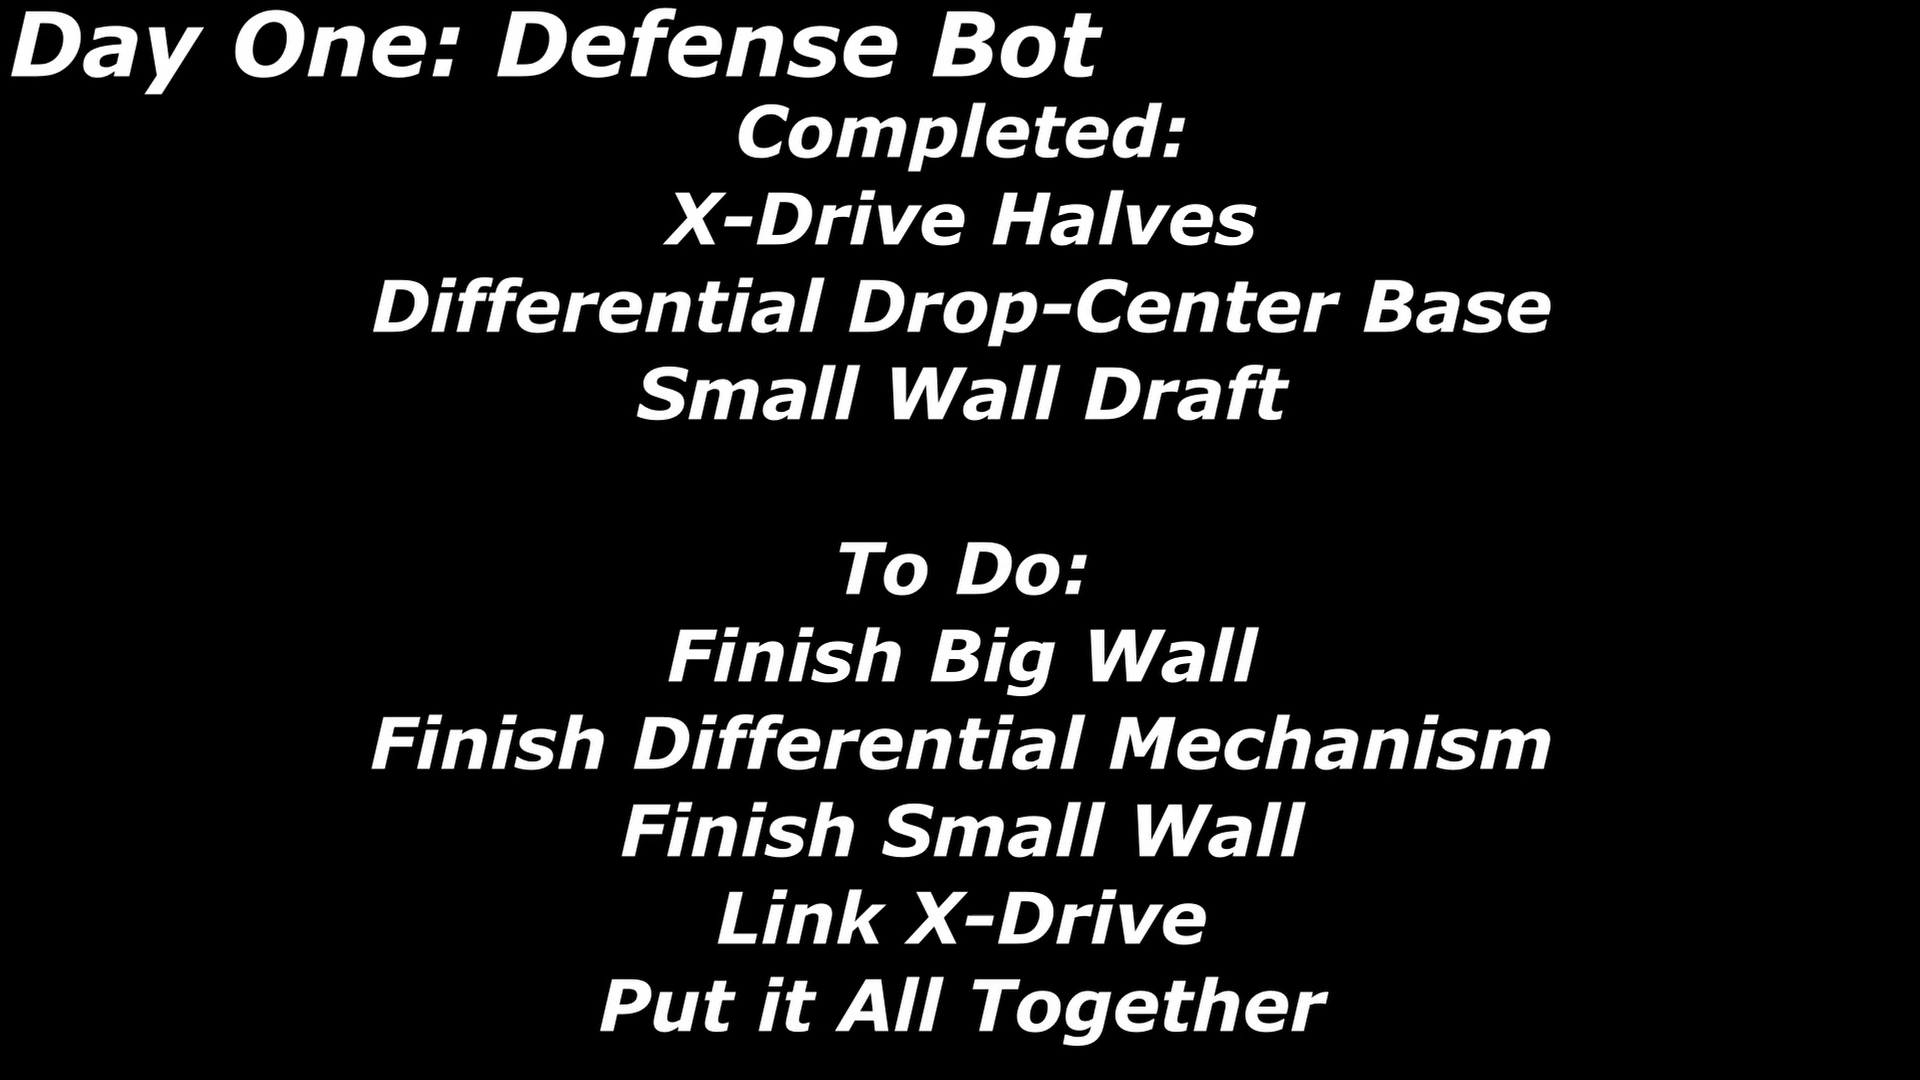 Day One: Defense Bot
Completed:
X-Drive Halves
Differential Drop-Center Base
Small Wall Draft
To Do:
Finish Big Wall
Finish Differential Mechanism
Finish Small Wall
Link X-Drive
Put it All Together